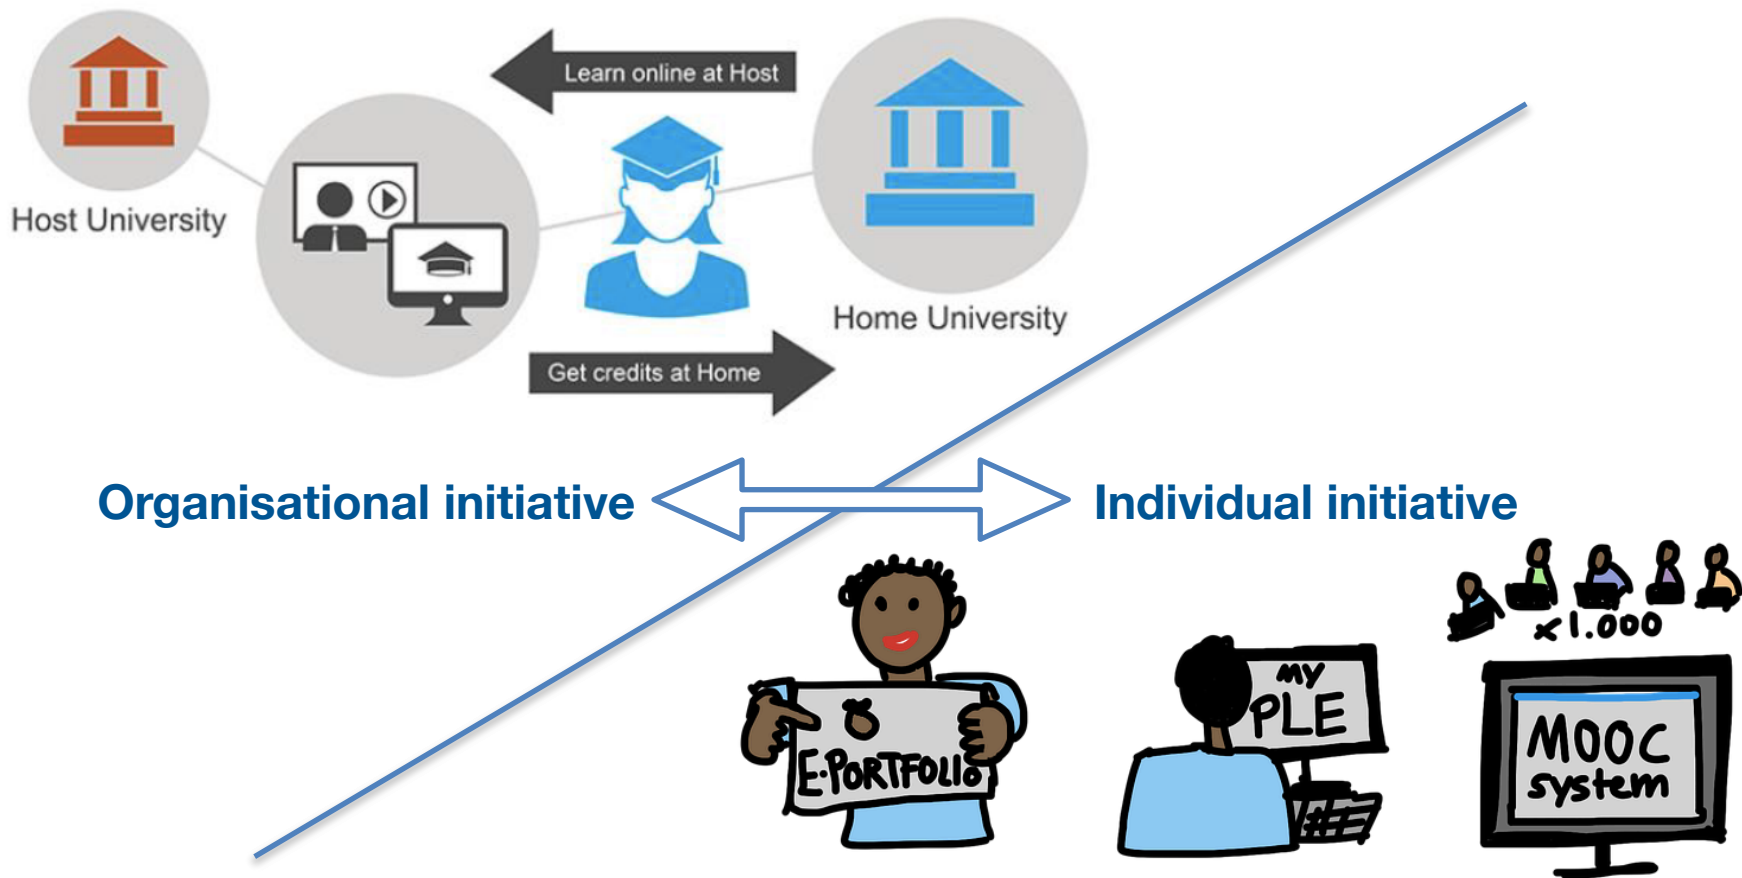 Learn online at Host
Host University
Home University
Get credits at Home
Organisational initiative
Individual initiative
x1.000
MY
PLE
E-PORTFOLIO
MOOC
system